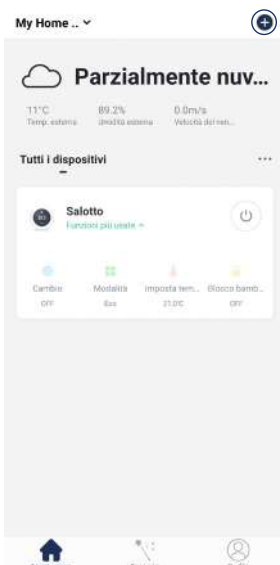 My Home ..
Parzialmente nuv...
11°C 89.2% 0.0m/s
Temp. esterna Umidità esterna Velocità del ven...
Tutti i dispositivi ...
Salotto
Funzioni più usate
Cambio Modalità Imposta tem... Blocco bamb...
OFF Eco 21.0°C OFF